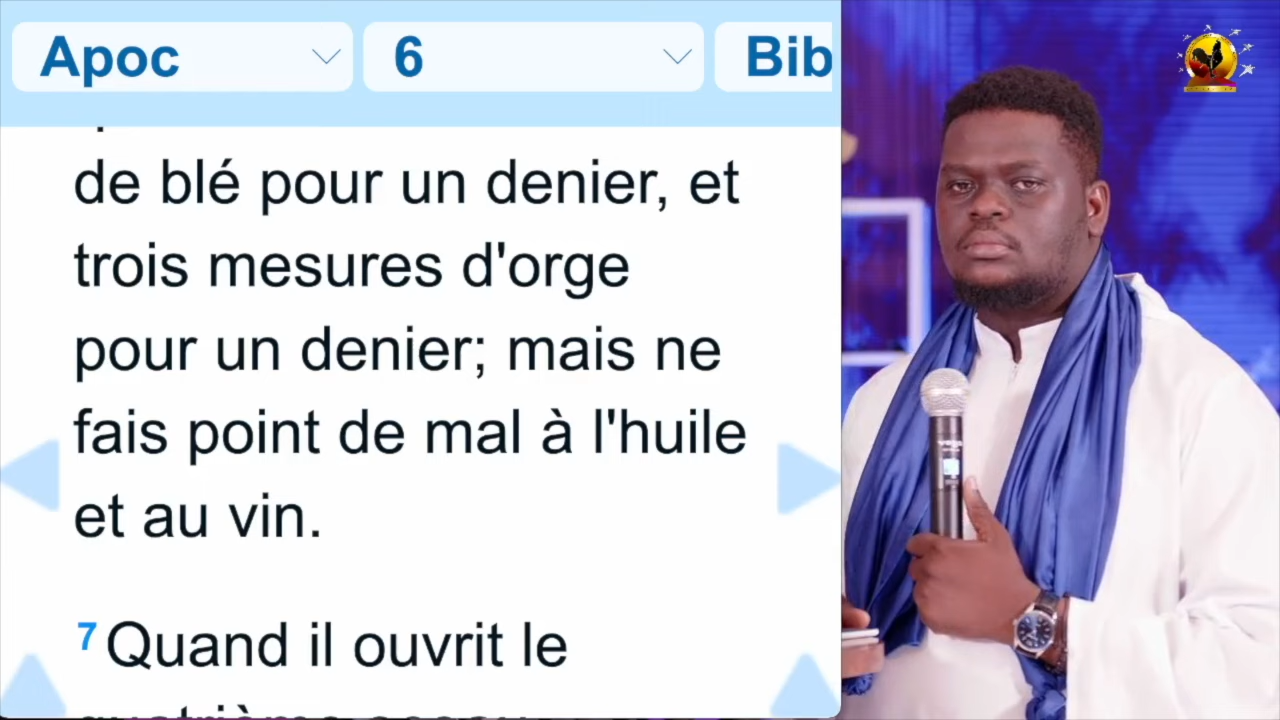 Apoc 6 Bib
de blé pour un denier, et
trois mesures d'orge
pour un denier; mais ne
fais point de mal à l'huile
et au vin.
7 Quand il ouvrit le